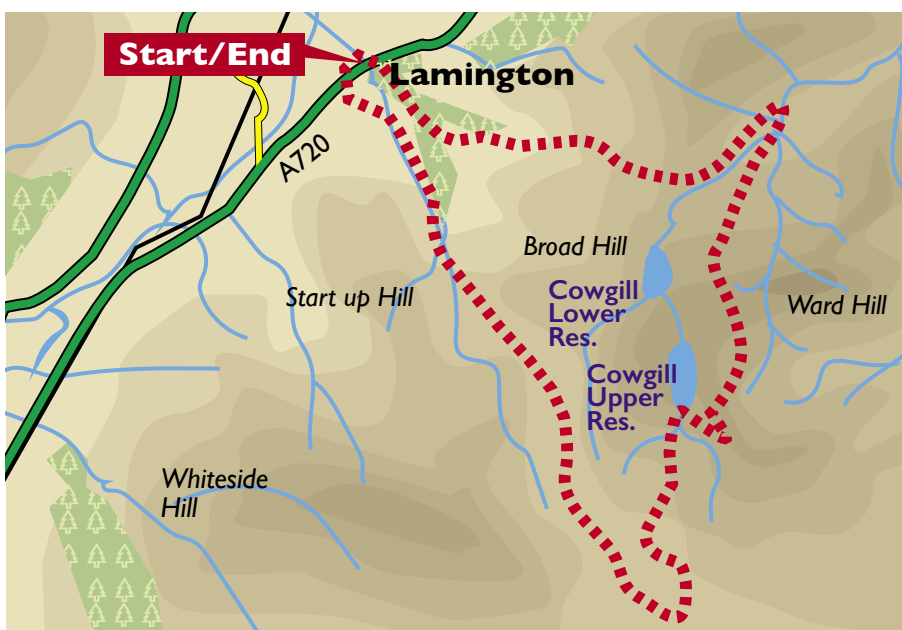 Start/End
Lamington
A720
Broad Hill
Start up Hill
Cowgill
Lower
Res.
Ward Hill
Cowgill
Upper
Res.
Whiteside
Hill